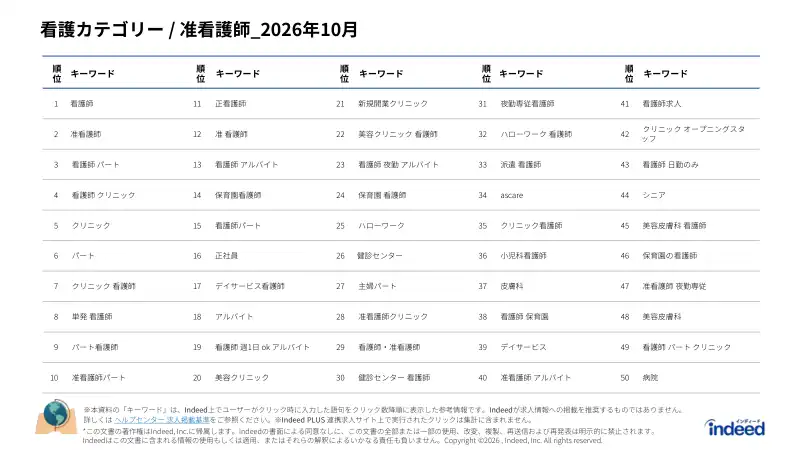 看護カテゴリー / 准看護師_2026年10月
順位 キーワード 順位 キーワード 順位 キーワード 順位 キーワード 順位 キーワード
1 看護師 11 正看護師 21 新規開業クリニック 31 夜勤専従看護師 41 看護師求人
2 准看護師 12 准 看護師 22 美容クリニック 看護師 32 ハローワーク 看護師 42 クリニック オープニングスタッフ
3 看護師 パート 13 看護師 アルバイト 23 看護師 夜勤 アルバイト 33 派遣 看護師 43 看護師 日勤のみ
4 看護師 クリニック 14 保育園看護師 24 保育園 看護師 34 ascare 44 シニア
5 クリニック 15 看護師パート 25 ハローワーク 35 クリニック看護師 45 美容皮膚科 看護師
6 パート 16 正社員 26 健診センター 36 小児科看護師 46 保育園の看護師
7 クリニック 看護師 17 デイサービス看護師 27 主婦パート 37 皮膚科 47 准看護師 夜勤専従
8 単発 看護師 18 アルバイト 28 准看護師クリニック 38 看護師 保育園 48 美容皮膚科
9 パート看護師 19 看護師 週1日 ok アルバイト 29 看護師・准看護師 39 デイサービス 49 看護師 パート クリニック
10 准看護師パート 20 美容クリニック 30 健診センター 看護師 40 准看護師 アルバイト 50 病院
※本資料の「キーワード」は、Indeed上でユーザーがクリック時に入力した語句をクリック数降順に表示した参考情報です。Indeedが求人情報への掲載を推奨するものではありません。
詳しくは ヘルプセンター 求人掲載基準をご参照ください。※Indeed PLUS 連携求人サイト上で実行されたクリックは集計に含まれません。
*この文書の著作権はIndeed, Inc.に帰属します。Indeedの書面による同意なしに、この文書の全部または一部の使用、改変、複製、再送信および再発表は明示的に禁止されます。
Indeedはこの文書に含まれる情報の使用もしくは適用、またはそれらの解釈によるいかなる責任も負いません。Copyright ©2026 , Indeed, Inc. All rights reserved.
インディード
indeed